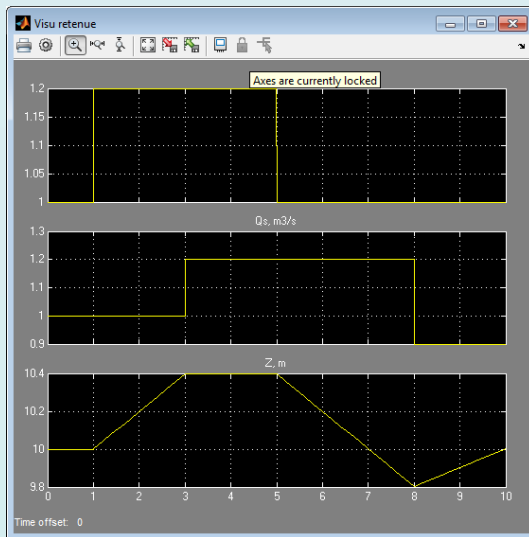 Visu retenue
Axes are currently locked
1.2
1.15
1.1
1.05
1
Qs, m3/s
1.3
1.2
1.1
1
0.9
Z, m
10.4
10.2
10
9.8
0 1 2 3 4 5 6 7 8 9 10
Time offset: 0